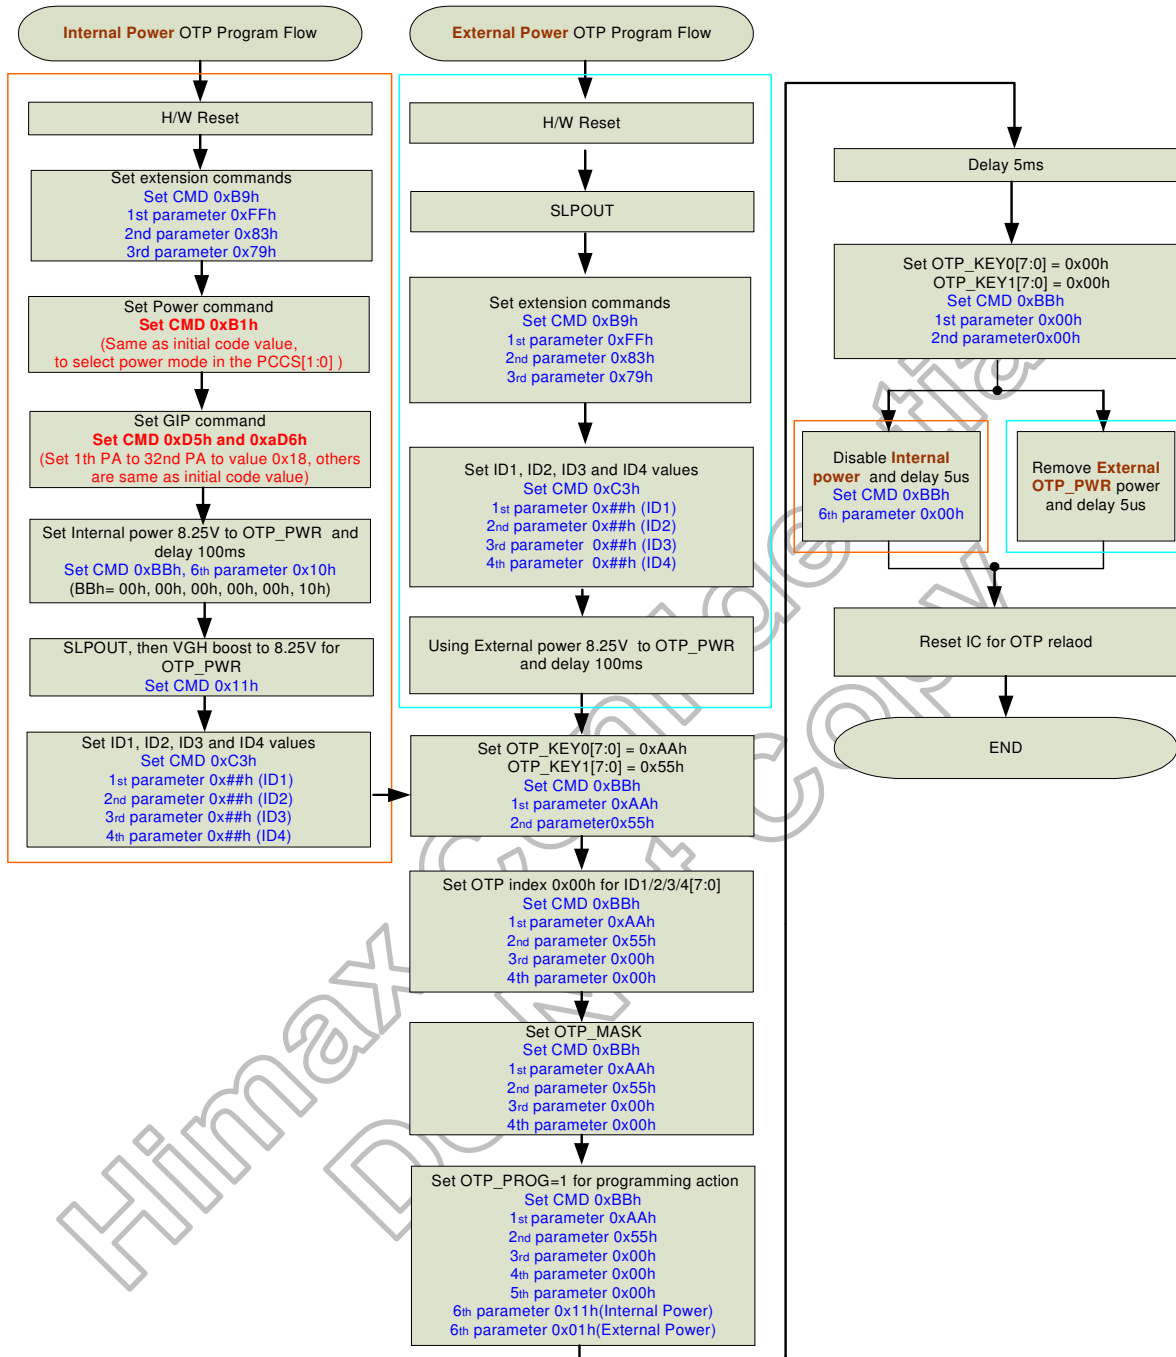 Internal Power OTP Program Flow
H/W Reset
Set extension commands
Set CMD 0xB9h
1st parameter 0xFFh
2nd parameter 0x83h
3rd parameter 0x79h
Set Power command
Set CMD 0xB1h
(Same as initial code value,
to select power mode in the PCCS[1:0] )
Set GIP command
Set CMD 0xD5h and 0xaD6h
(Set 1th PA to 32nd PA to value 0x18, others
are same as initial code value)
Set Internal power 8.25V to OTP_PWR and
delay 100ms
Set CMD 0xBBh, 6th parameter 0x10h
(BBh= 00h, 00h, 00h, 00h, 00h, 10h)
SLPOUT, then VGH boost to 8.25V for
OTP_PWR
Set CMD 0x11h
Set ID1, ID2, ID3 and ID4 values
Set CMD 0xC3h
1st parameter 0x##h (ID1)
2nd parameter 0x##h (ID2)
3rd parameter 0x##h (ID3)
4th parameter 0x##h (ID4)
External Power OTP Program Flow
H/W Reset
SLPOUT
Set extension commands
Set CMD 0xB9h
1st parameter 0xFFh
2nd parameter 0x83h
3rd parameter 0x79h
Set ID1, ID2, ID3 and ID4 values
Set CMD 0xC3h
1st parameter 0x##h (ID1)
2nd parameter 0x##h (ID2)
3rd parameter 0x##h (ID3)
4th parameter 0x##h (ID4)
Using External power 8.25V to OTP_PWR
and delay 100ms
Set OTP_KEY0[7:0] = 0xAAh
OTP_KEY1[7:0] = 0x55h
Set CMD 0xBBh
1st parameter 0xAAh
2nd parameter0x55h
Set OTP index 0x00h for ID1/2/3/4[7:0]
Set CMD 0xBBh
1st parameter 0xAAh
2nd parameter 0x55h
3rd parameter 0x00h
4th parameter 0x00h
Set OTP_MASK
Set CMD 0xBBh
1st parameter 0xAAh
2nd parameter 0x55h
3rd parameter 0x00h
4th parameter 0x00h
Set OTP_PROG=1 for programming action
Set CMD 0xBBh
1st parameter 0xAAh
2nd parameter 0x55h
3rd parameter 0x00h
4th parameter 0x00h
5th parameter 0x00h
6th parameter 0x11h(Internal Power)
6th parameter 0x01h(External Power)
Delay 5ms
Set OTP_KEY0[7:0] = 0x00h
OTP_KEY1[7:0] = 0x00h
Set CMD 0xBBh
1st parameter 0x00h
2nd parameter0x00h
Disable Internal
power and delay 5us
Set CMD 0xBBh
6th parameter 0x00h
Remove External
OTP_PWR power
and delay 5us
Reset IC for OTP relaod
END
Himax